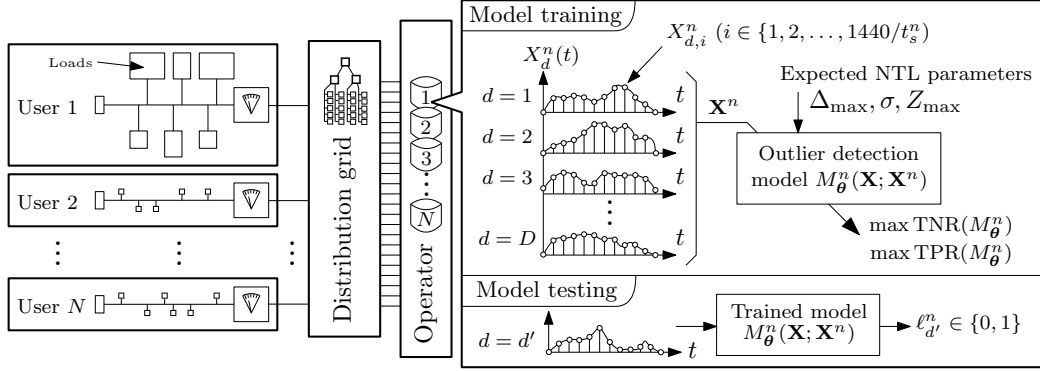 Loads
User 1
User 2
⋮ ⋮ ⋮
User N
Distribution grid
1
2
3
⋯
N
Operator
Model training
X^n_d(t)
X^n_{d,i} (i ∈ {1, 2, …, 1440/t^n_s)
d = 1
t
d = 2
t
d = 3
t
⋮
d = D
t
X^n
Expected NTL parameters
Δ_max, σ, Z_max
Outlier detection
model M^n_θ(X; X^n)
max TNR(M^n_θ)
max TPR(M^n_θ)
Model testing
d = d′
t
Trained model
M^n_θ(X; X^n)
ℓ^n_{d′} ∈ {0, 1}